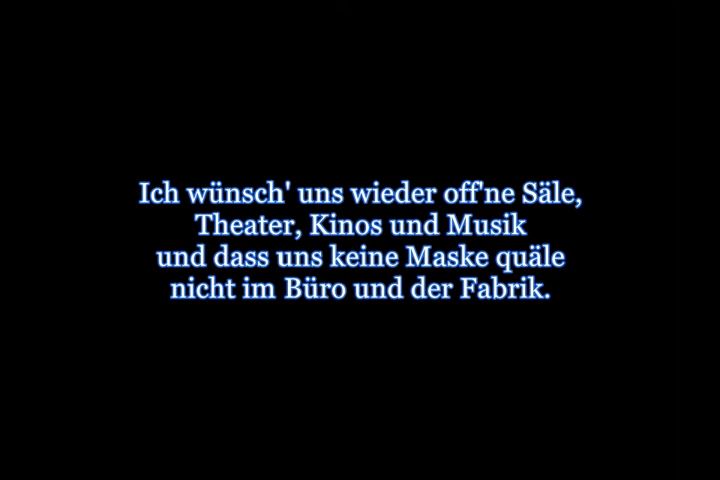 Ich wünsch' uns wieder off'ne Säle,
Theater, Kinos und Musik
und dass uns keine Maske quäle
nicht im Büro und der Fabrik.